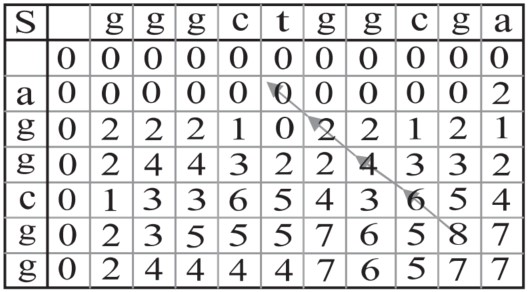 S g g g c t g g c g a
0 0 0 0 0 0 0 0 0 0 0
a 0 0 0 0 0 0 0 0 0 0 2
g 0 2 2 2 1 0 2 2 1 2 1
g 0 2 4 4 3 2 2 4 3 3 2
c 0 1 3 3 6 5 4 3 6 5 4
g 0 2 3 5 5 5 7 6 5 8 7
g 0 2 4 4 4 4 7 6 5 7 7